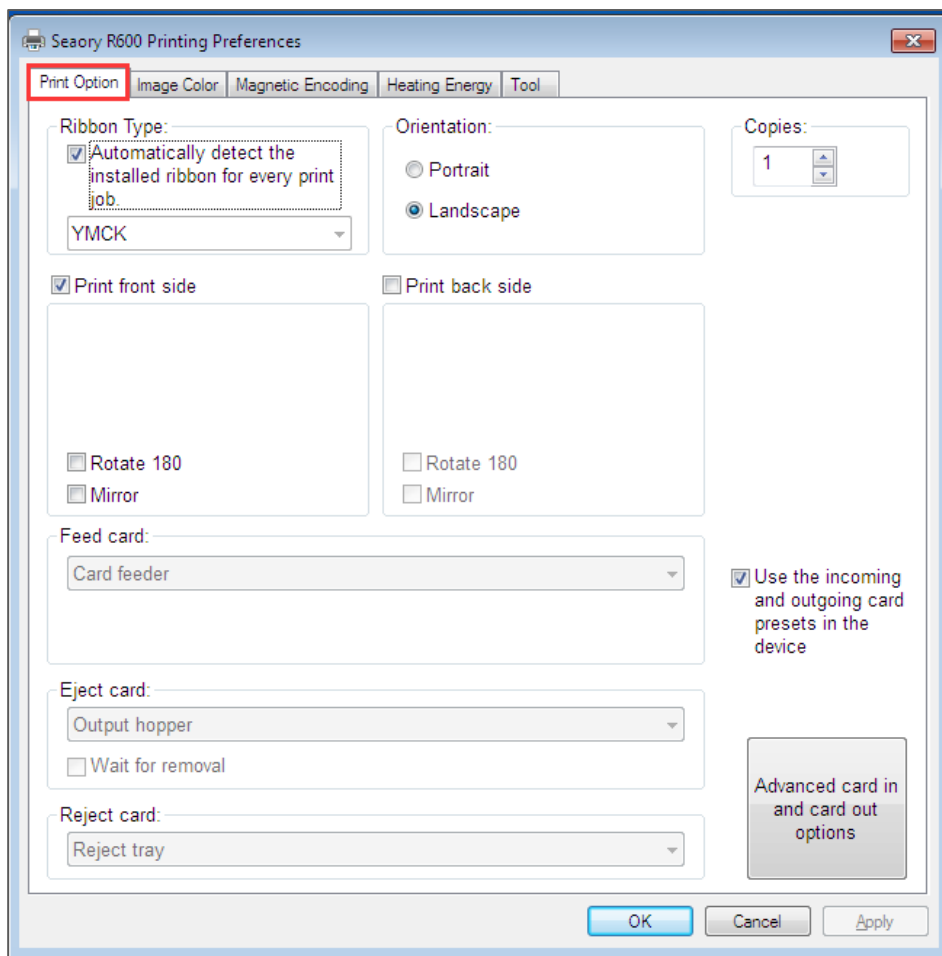 Seaory R600 Printing Preferences
Print Option
Image Color
Magnetic Encoding
Heating Energy
Tool
Ribbon Type:
Automatically detect the
installed ribbon for every print
job.
YMCK
Orientation:
Portrait
Landscape
Copies:
1
Print front side
Rotate 180
Mirror
Print back side
Rotate 180
Mirror
Feed card:
Card feeder
Use the incoming
and outgoing card
presets in the
device
Eject card:
Output hopper
Wait for removal
Reject card:
Reject tray
Advanced card in
and card out
options
OK
Cancel
Apply